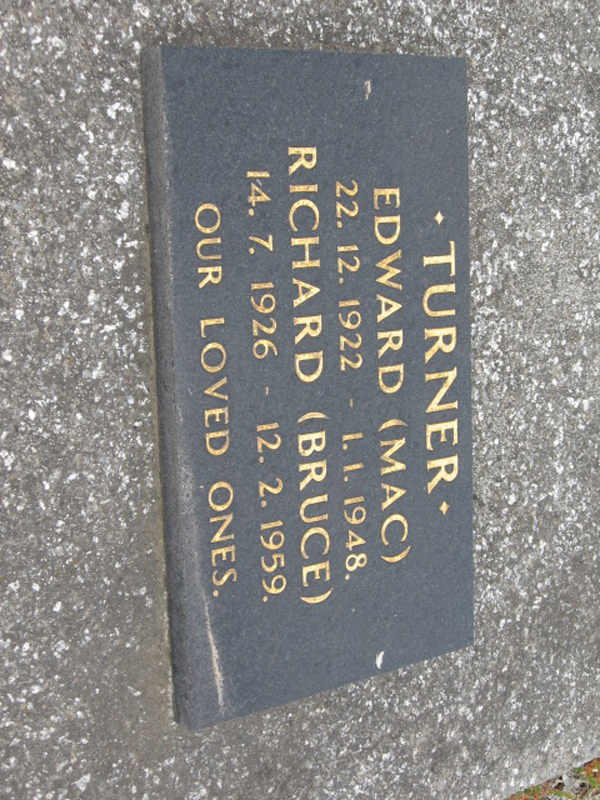 TURNER
EDWARD (MAC)
22. 12. 1922 - 1. 1. 1948.
RICHARD (BRUCE)
14. 7. 1926 - 12. 2. 1959.
OUR LOVED ONES.